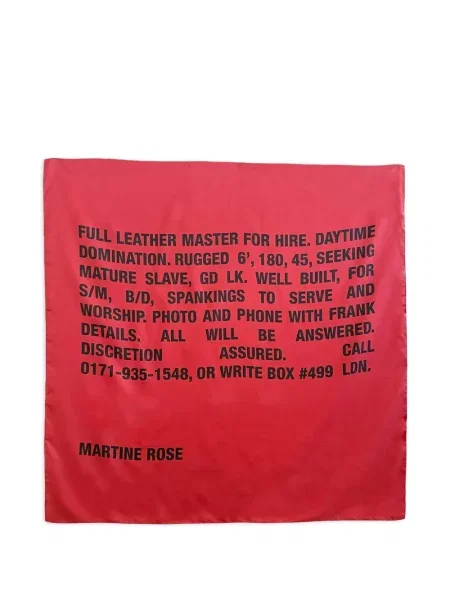 FULL LEATHER MASTER FOR HIRE. DAYTIME
DOMINATION. RUGGED 6', 180, 45, SEEKING
MATURE SLAVE, GD LK. WELL BUILT, FOR
S/M, B/D, SPANKINGS TO SERVE AND
WORSHIP. PHOTO AND PHONE WITH FRANK
DETAILS. ALL WILL BE ANSWERED.
DISCRETION ASSURED. CALL
0171-935-1548, OR WRITE BOX #499 LDN.
MARTINE ROSE